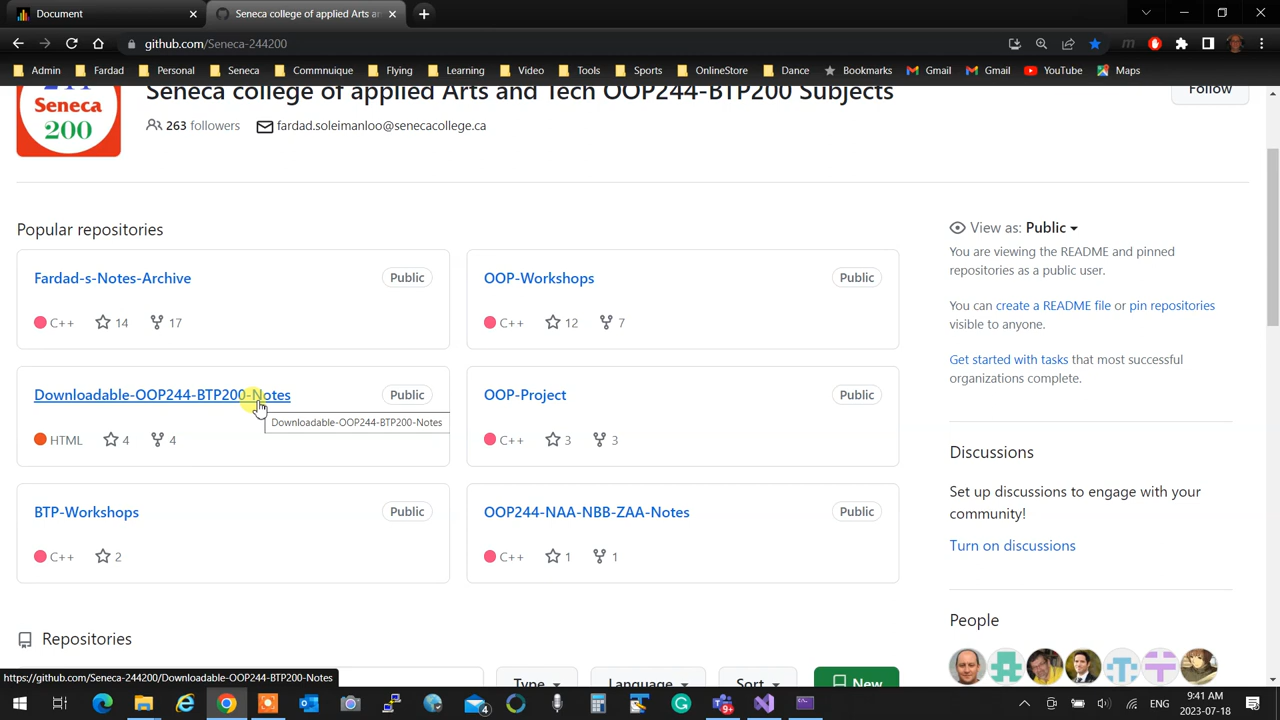 Document
Seneca college of applied Arts an
github.com/Seneca-244200
Admin Fardad Personal Seneca Commnuique Flying Learning Video Tools Sports OnlineStore Dance Bookmarks Gmail Gmail YouTube Maps
244
Seneca
200
Seneca college of applied Arts and Tech OOP244-BTP200 Subjects
Follow
263 followers fardad.soleimanloo@senecacollege.ca
Popular repositories
Fardad-s-Notes-Archive Public
C++ 14 17
OOP-Workshops Public
C++ 12 7
Downloadable-OOP244-BTP200-Notes Public
Downloadable-OOP244-BTP200-Notes
HTML 4 4
OOP-Project Public
C++ 3 3
BTP-Workshops Public
C++ 2
OOP244-NAA-NBB-ZAA-Notes Public
C++ 1 1
View as: Public
You are viewing the README and pinned
repositories as a public user.
You can create a README file or pin repositories
visible to anyone.
Get started with tasks that most successful
organizations complete.
Discussions
Set up discussions to engage with your
community!
Turn on discussions
People
Repositories
Type Language Sort New
https://github.com/Seneca-244200/Downloadable-OOP244-BTP200-Notes
4
9+
ENG
9:41 AM
2023-07-18